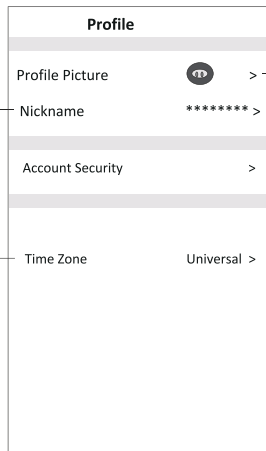 Profile
Profile Picture >
Nickname ******** >
Account Security >
Time Zone Universal >